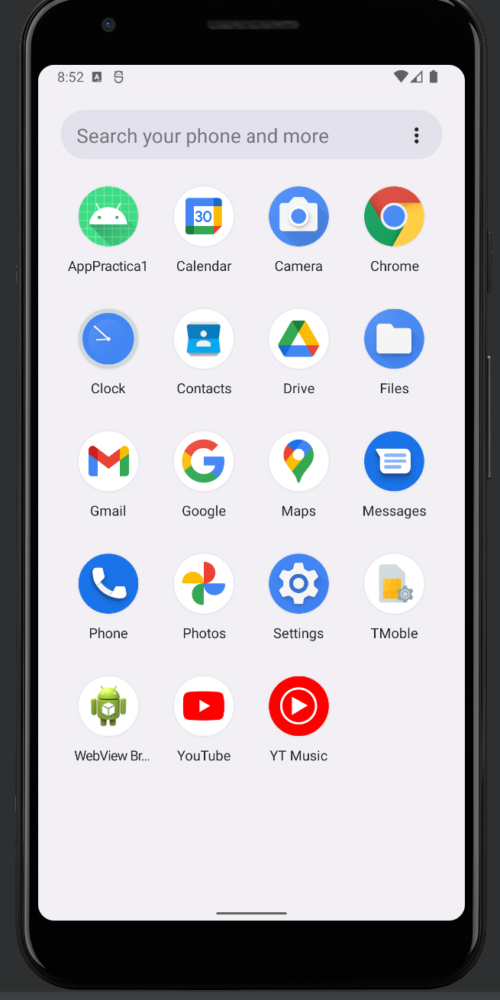 8:52 A
Search your phone and more
30
AppPractica1 Calendar Camera Chrome
Clock Contacts Drive Files
Gmail Google Maps Messages
Phone Photos Settings TMoble
WebView Br... YouTube YT Music